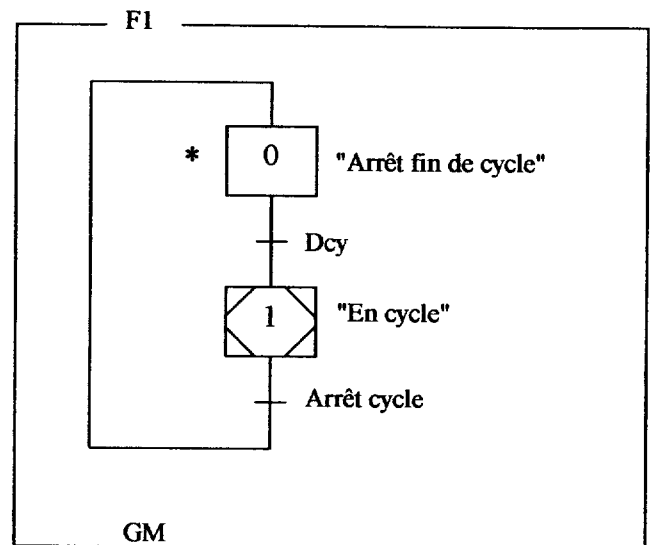 F1
* 0 "Arrêt fin de cycle"
Dcy
1 "En cycle"
Arrêt cycle
GM